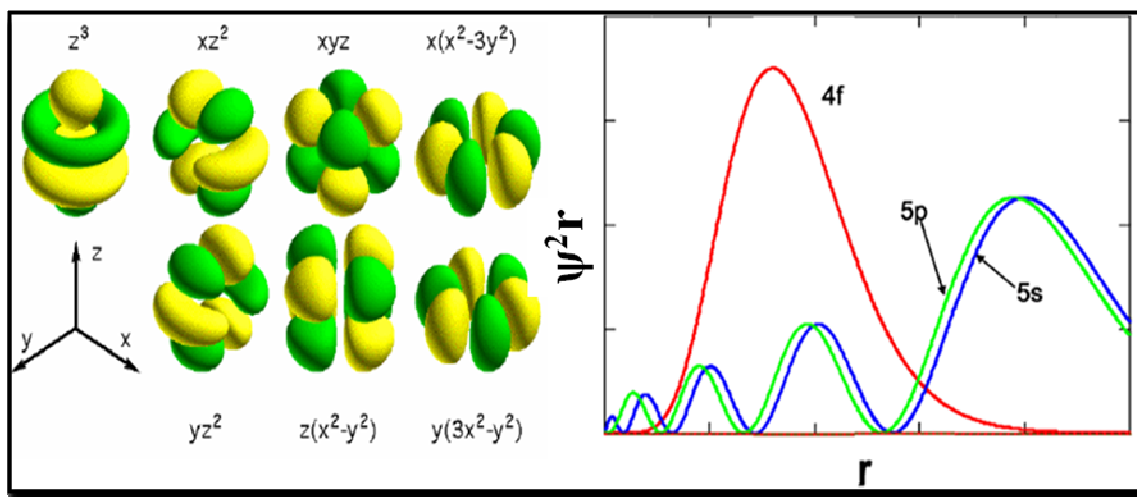 z³
xz²
xyz
x(x²-3y²)
z
y
x
yz²
z(x²-y²)
y(3x²-y²)
ψ²r
4f
5p
5s
r